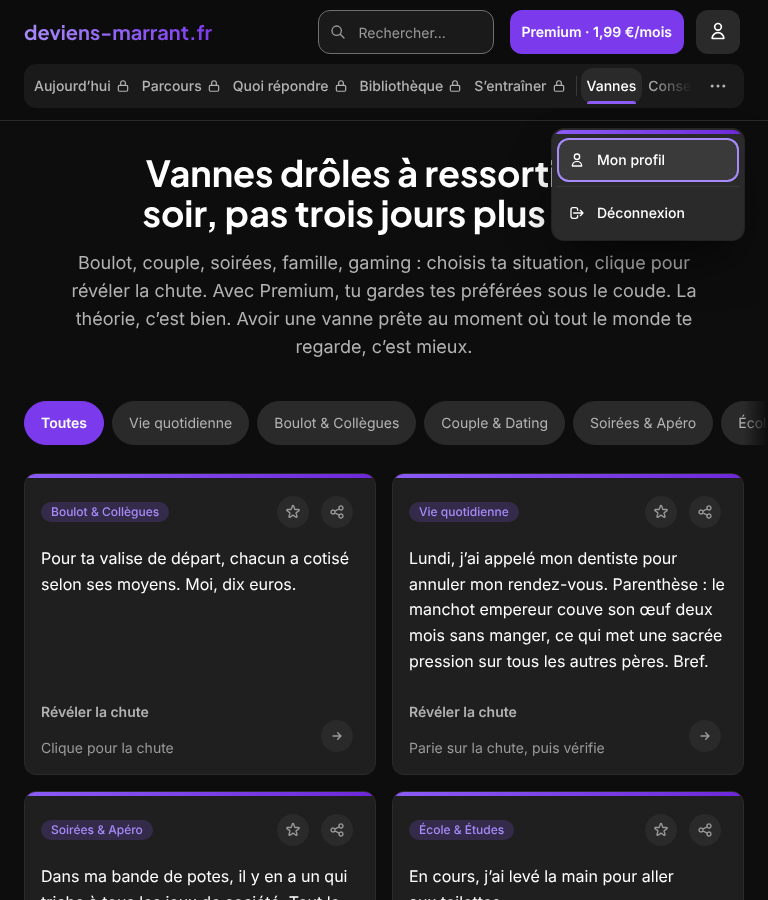 deviens-marrant.fr
Rechercher...
Premium · 1,99 €/mois
Aujourd’hui
Parcours
Quoi répondre
Bibliothèque
S’entraîner
Vannes
Conse
Mon profil
Déconnexion
Vannes drôles à ressorti
soir, pas trois jours plus
Boulot, couple, soirées, famille, gaming : choisis ta situation, clique pour
révéler la chute. Avec Premium, tu gardes tes préférées sous le coude. La
théorie, c’est bien. Avoir une vanne prête au moment où tout le monde te
regarde, c’est mieux.
Toutes
Vie quotidienne
Boulot & Collègues
Couple & Dating
Soirées & Apéro
Écol
Boulot & Collègues
Pour ta valise de départ, chacun a cotisé
selon ses moyens. Moi, dix euros.
Révéler la chute
Clique pour la chute
Vie quotidienne
Lundi, j’ai appelé mon dentiste pour
annuler mon rendez-vous. Parenthèse : le
manchot empereur couve son œuf deux
mois sans manger, ce qui met une sacrée
pression sur tous les autres pères. Bref.
Révéler la chute
Parie sur la chute, puis vérifie
Soirées & Apéro
Dans ma bande de potes, il y en a un qui
École & Études
En cours, j’ai levé la main pour aller